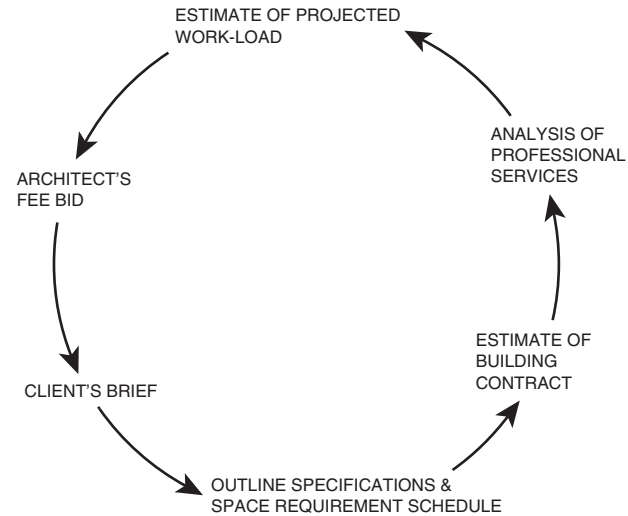 ESTIMATE OF PROJECTED
WORK-LOAD
ANALYSIS OF
PROFESSIONAL
SERVICES
ARCHITECT'S
FEE BID
ESTIMATE OF
BUILDING
CONTRACT
CLIENT'S BRIEF
OUTLINE SPECIFICATIONS &
SPACE REQUIREMENT SCHEDULE